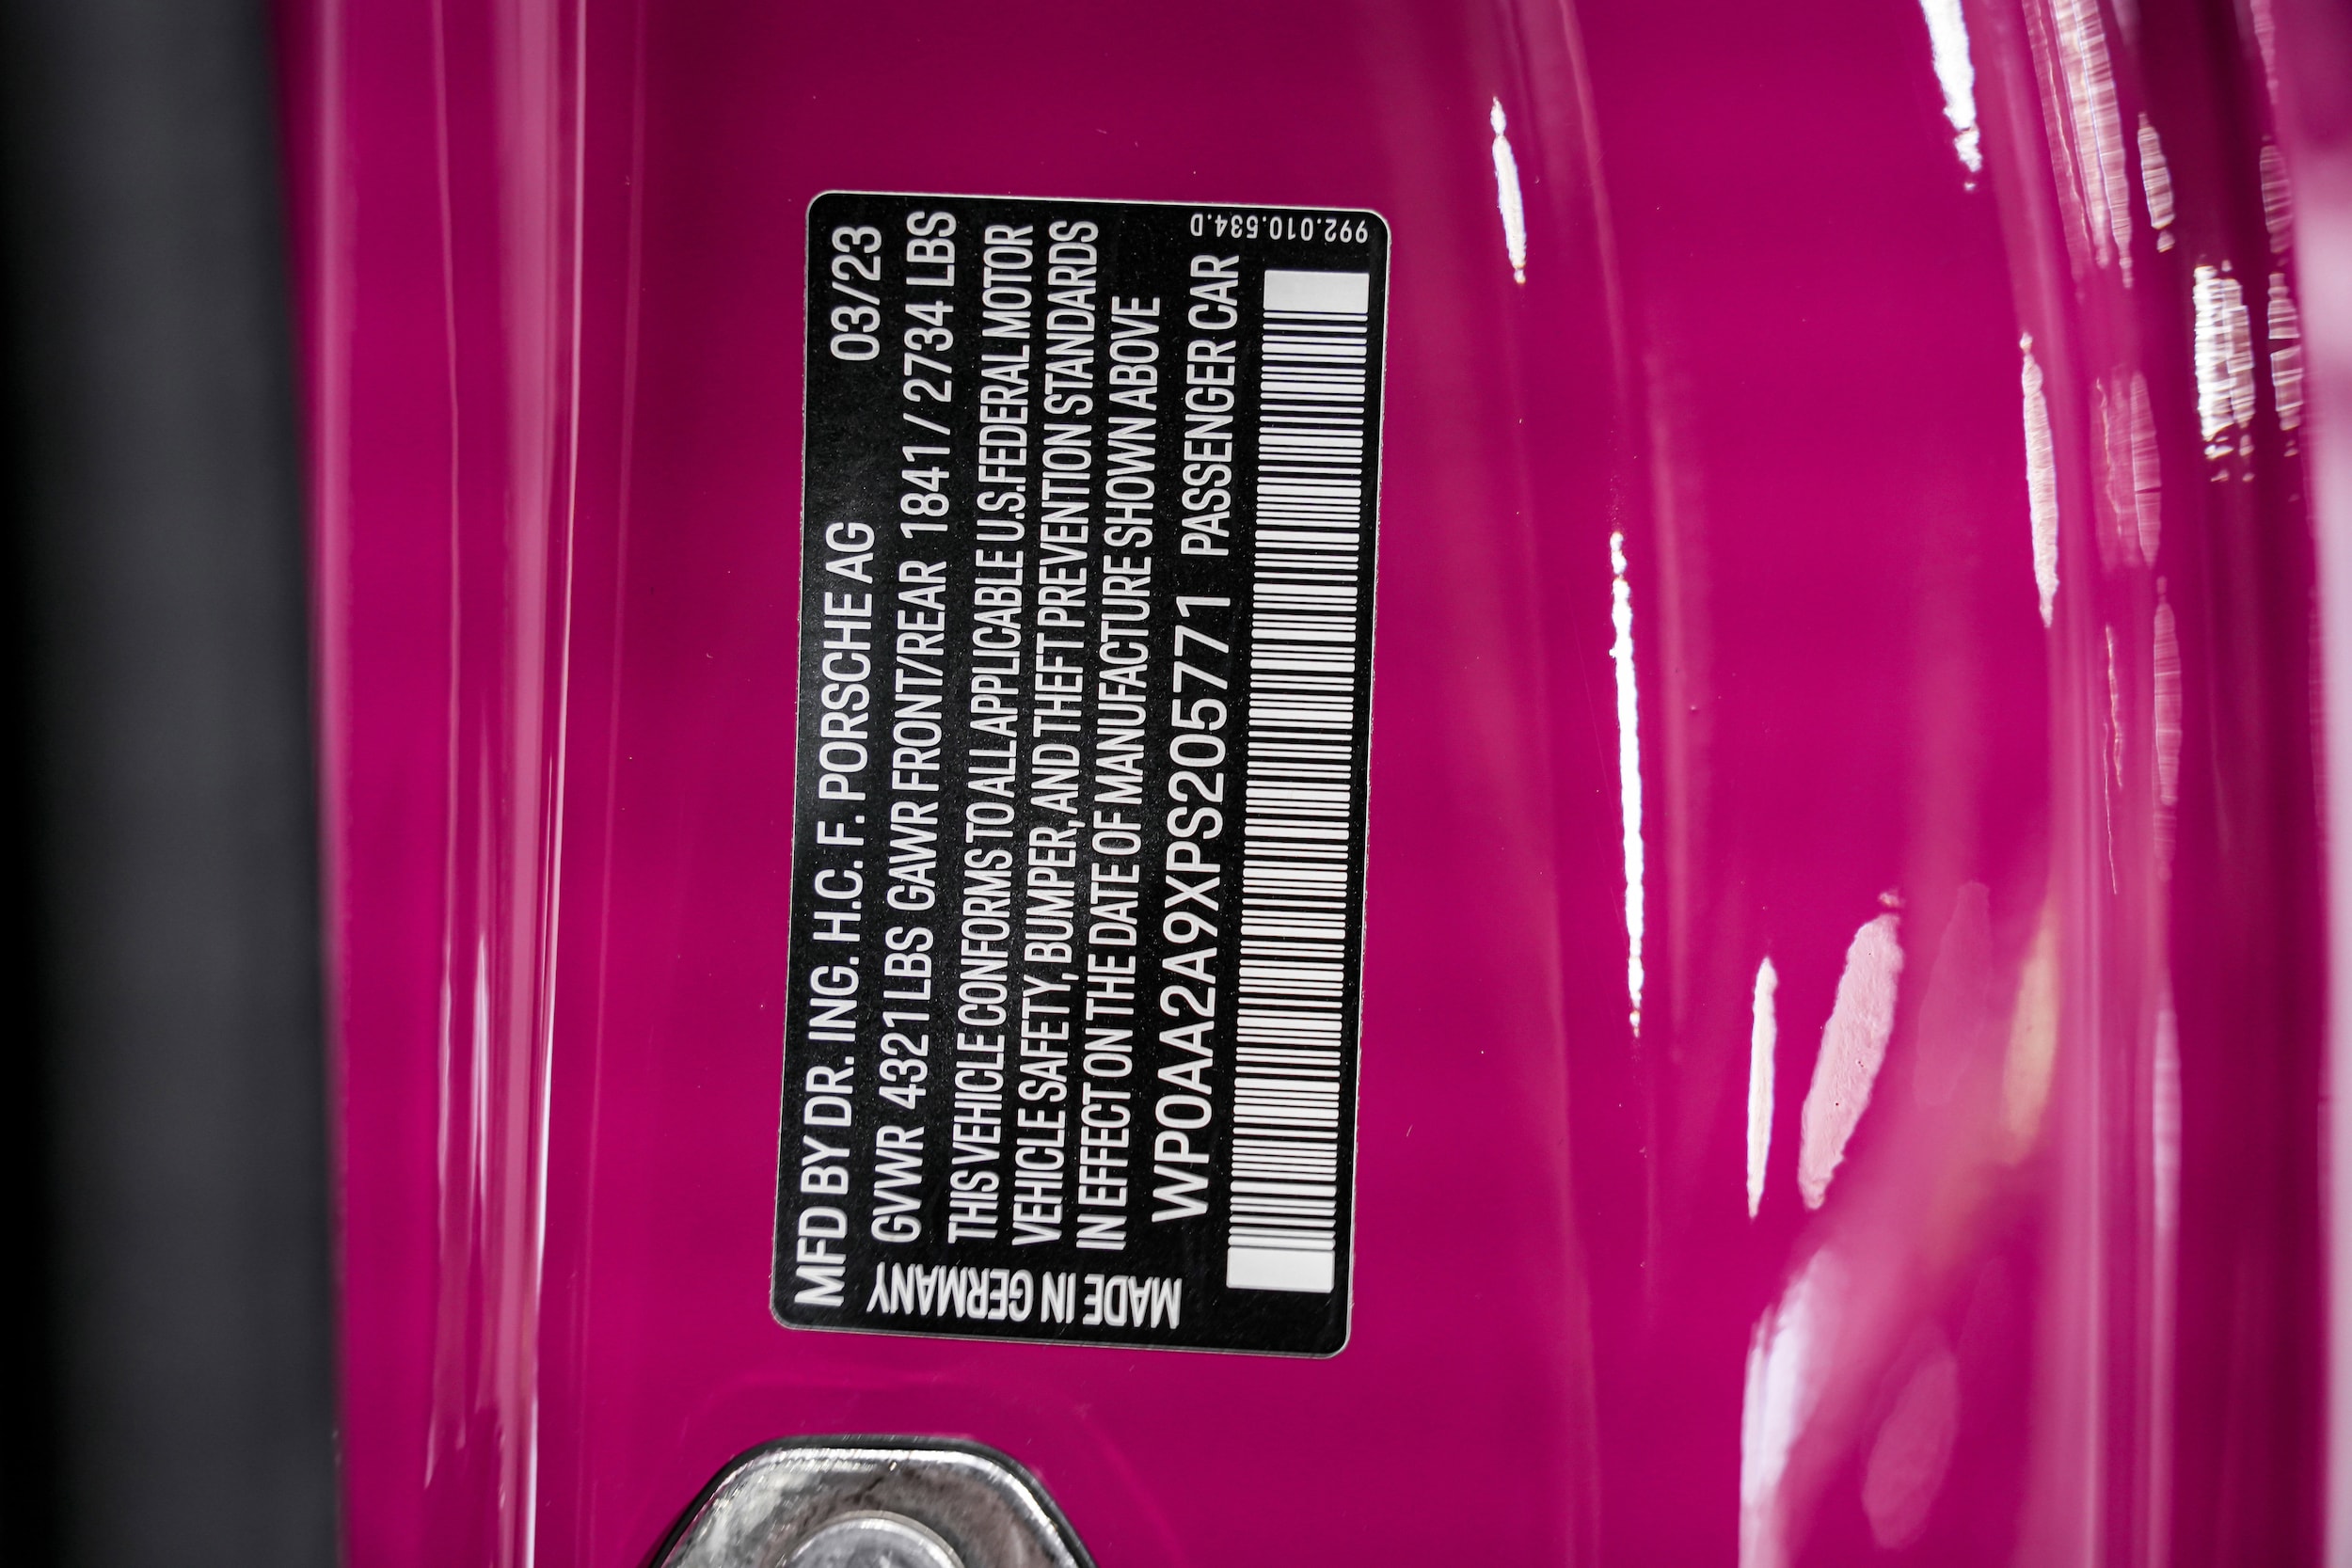 MFD BY DR. ING. H.C. F. PORSCHE AG 03/23
GVWR 4321 LBS GAWR FRONT/REAR 1841 / 2734 LBS
THIS VEHICLE CONFORMS TO ALL APPLICABLE U.S. FEDERAL MOTOR
VEHICLE SAFETY, BUMPER, AND THEFT PREVENTION STANDARDS
IN EFFECT ON THE DATE OF MANUFACTURE SHOWN ABOVE
WP0AA2A9XPS205771 PASSENGER CAR
MADE IN GERMANY
992.010.534.D